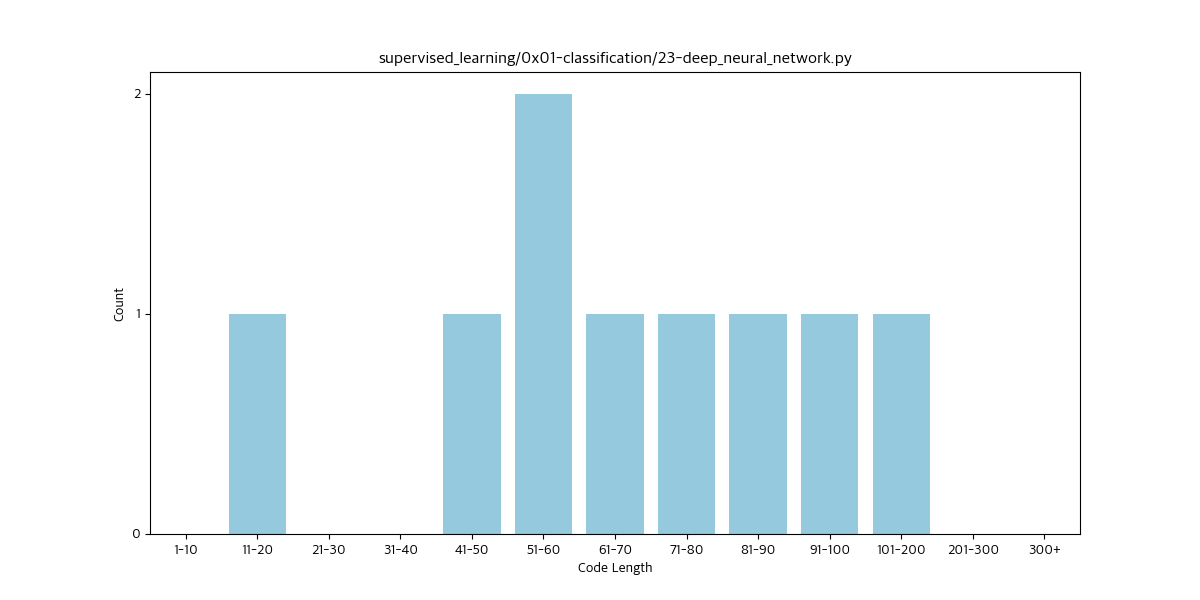 supervised_learning/0x01-classification/23-deep_neural_network.py
2
1
0
Count
1-10 11-20 21-30 31-40 41-50 51-60 61-70 71-80 81-90 91-100 101-200 201-300 300+
Code Length